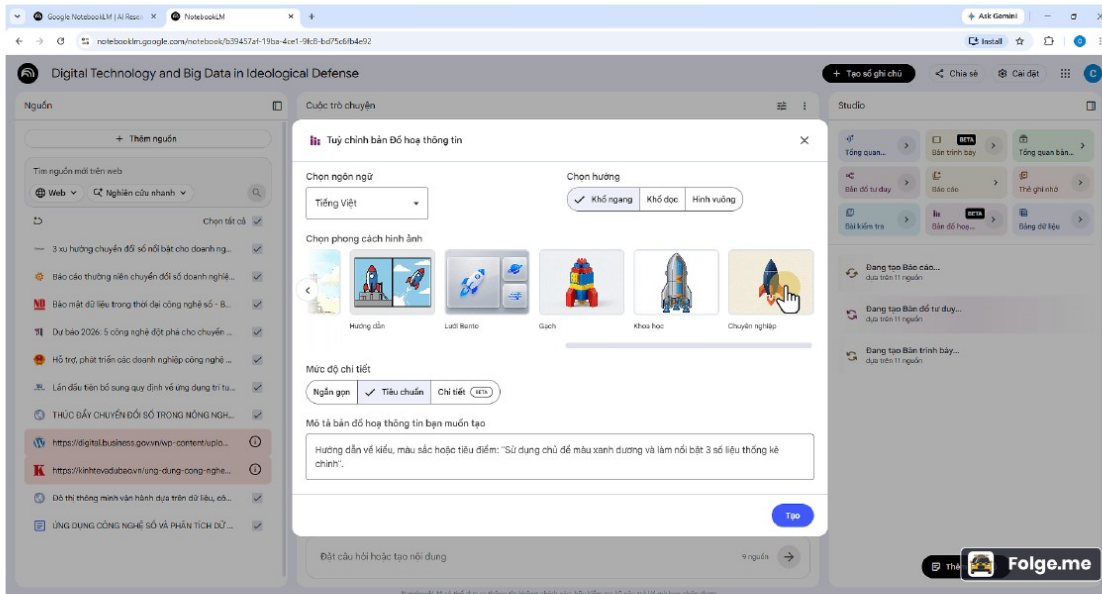 Google NotebookLM | AI Resea
NotebookLM
Ask Gemini
notebooklm.google.com/notebook/b39457af-19ba-4ce1-9fc8-bd75c6fb4e92
Install
Digital Technology and Big Data in Ideological Defense
+ Tạo sổ ghi chú
Chia sẻ
Cài đặt
C
Nguồn
+ Thêm nguồn
Tìm nguồn mới trên web
Web
Nghiên cứu nhanh
Chọn tất cả
3 xu hướng chuyển đổi số nổi bật cho doanh ng...
Báo cáo thường niên chuyển đổi số doanh nghiệ...
Bảo mật dữ liệu trong thời đại công nghệ số - B...
Dự báo 2026: 5 công nghệ đột phá cho chuyển ...
Hỗ trợ, phát triển các doanh nghiệp công nghệ ...
Lần đầu tiên bổ sung quy định về ứng dụng trí tu...
THÚC ĐẨY CHUYỂN ĐỔI SỐ TRONG NÔNG NGH...
https://digital.business.gov.vn/wp-content/uplo...
https://kinhtevadubao.vn/ung-dung-cong-nghe...
Đô thị thông minh vận hành dựa trên dữ liệu, cô...
ỨNG DỤNG CÔNG NGHỆ SỐ VÀ PHÂN TÍCH DỮ ...
Cuộc trò chuyện
Tuỳ chỉnh bản Đồ hoạ thông tin
Chọn ngôn ngữ
Tiếng Việt
Chọn hướng
Khổ ngang
Khổ dọc
Hình vuông
Chọn phong cách hình ảnh
Hướng dẫn
Lưới Bento
Gạch
Khoa học
Chuyên nghiệp
Mức độ chi tiết
Ngắn gọn
Tiêu chuẩn
Chi tiết
BETA
Mô tả bản đồ hoạ thông tin bạn muốn tạo
Hướng dẫn về kiểu, màu sắc hoặc tiêu điểm: "Sử dụng chủ đề màu xanh dương và làm nổi bật 3 số liệu thống kê
chính".
Tạo
Đặt câu hỏi hoặc tạo nội dung
9 nguồn
Studio
Tổng quan...
BETA
Bản trình bày
Tổng quan bằn...
Bản đồ tư duy
Báo cáo
Thẻ ghi nhớ
Bài kiểm tra
BETA
Bản đồ hoạ...
Bảng dữ liệu
Đang tạo Báo cáo...
dựa trên 11 nguồn
Đang tạo Bản đồ tư duy...
dựa trên 11 nguồn
Đang tạo Bản trình bày...
dựa trên 11 nguồn
Folge.me